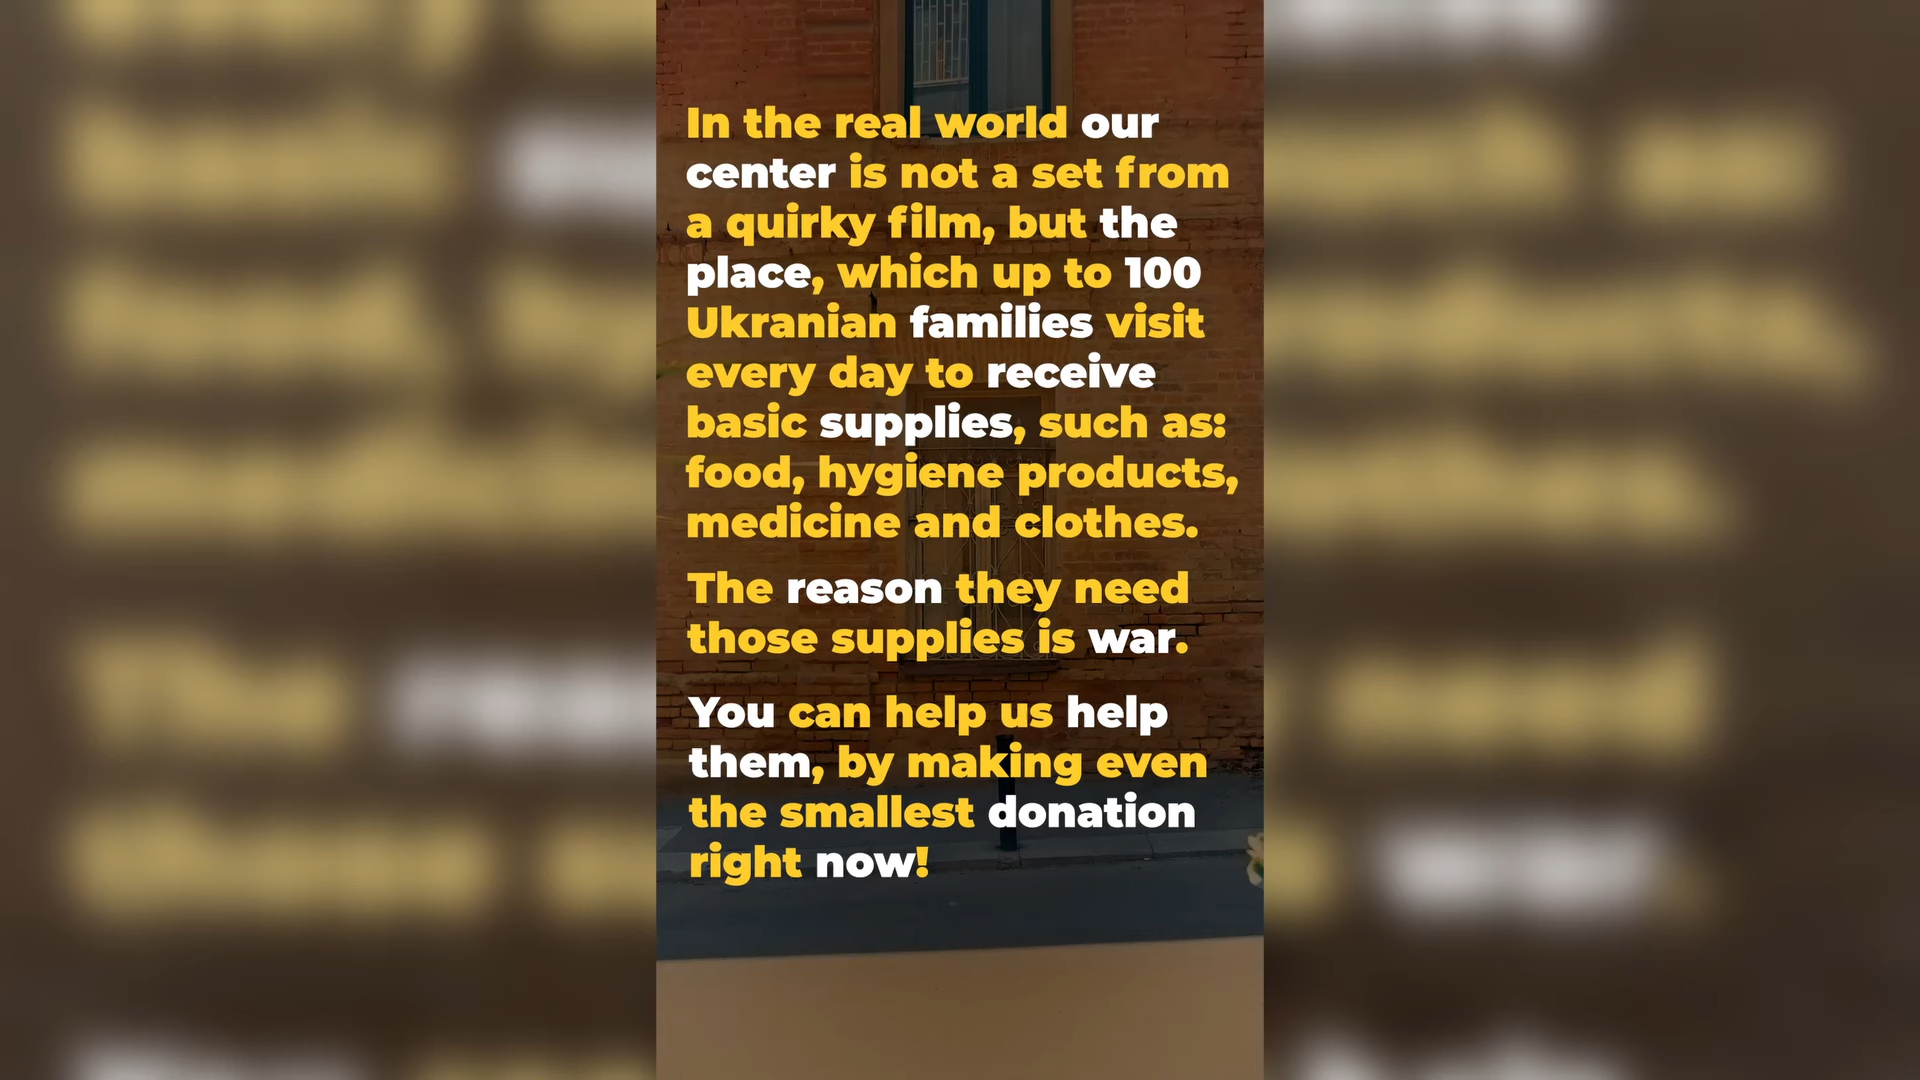 In the real world our
center is not a set from
a quirky film, but the
place, which up to 100
Ukranian families visit
every day to receive
basic supplies, such as:
food, hygiene products,
medicine and clothes.
The reason they need
those supplies is war.
You can help us help
them, by making even
the smallest donation
right now!